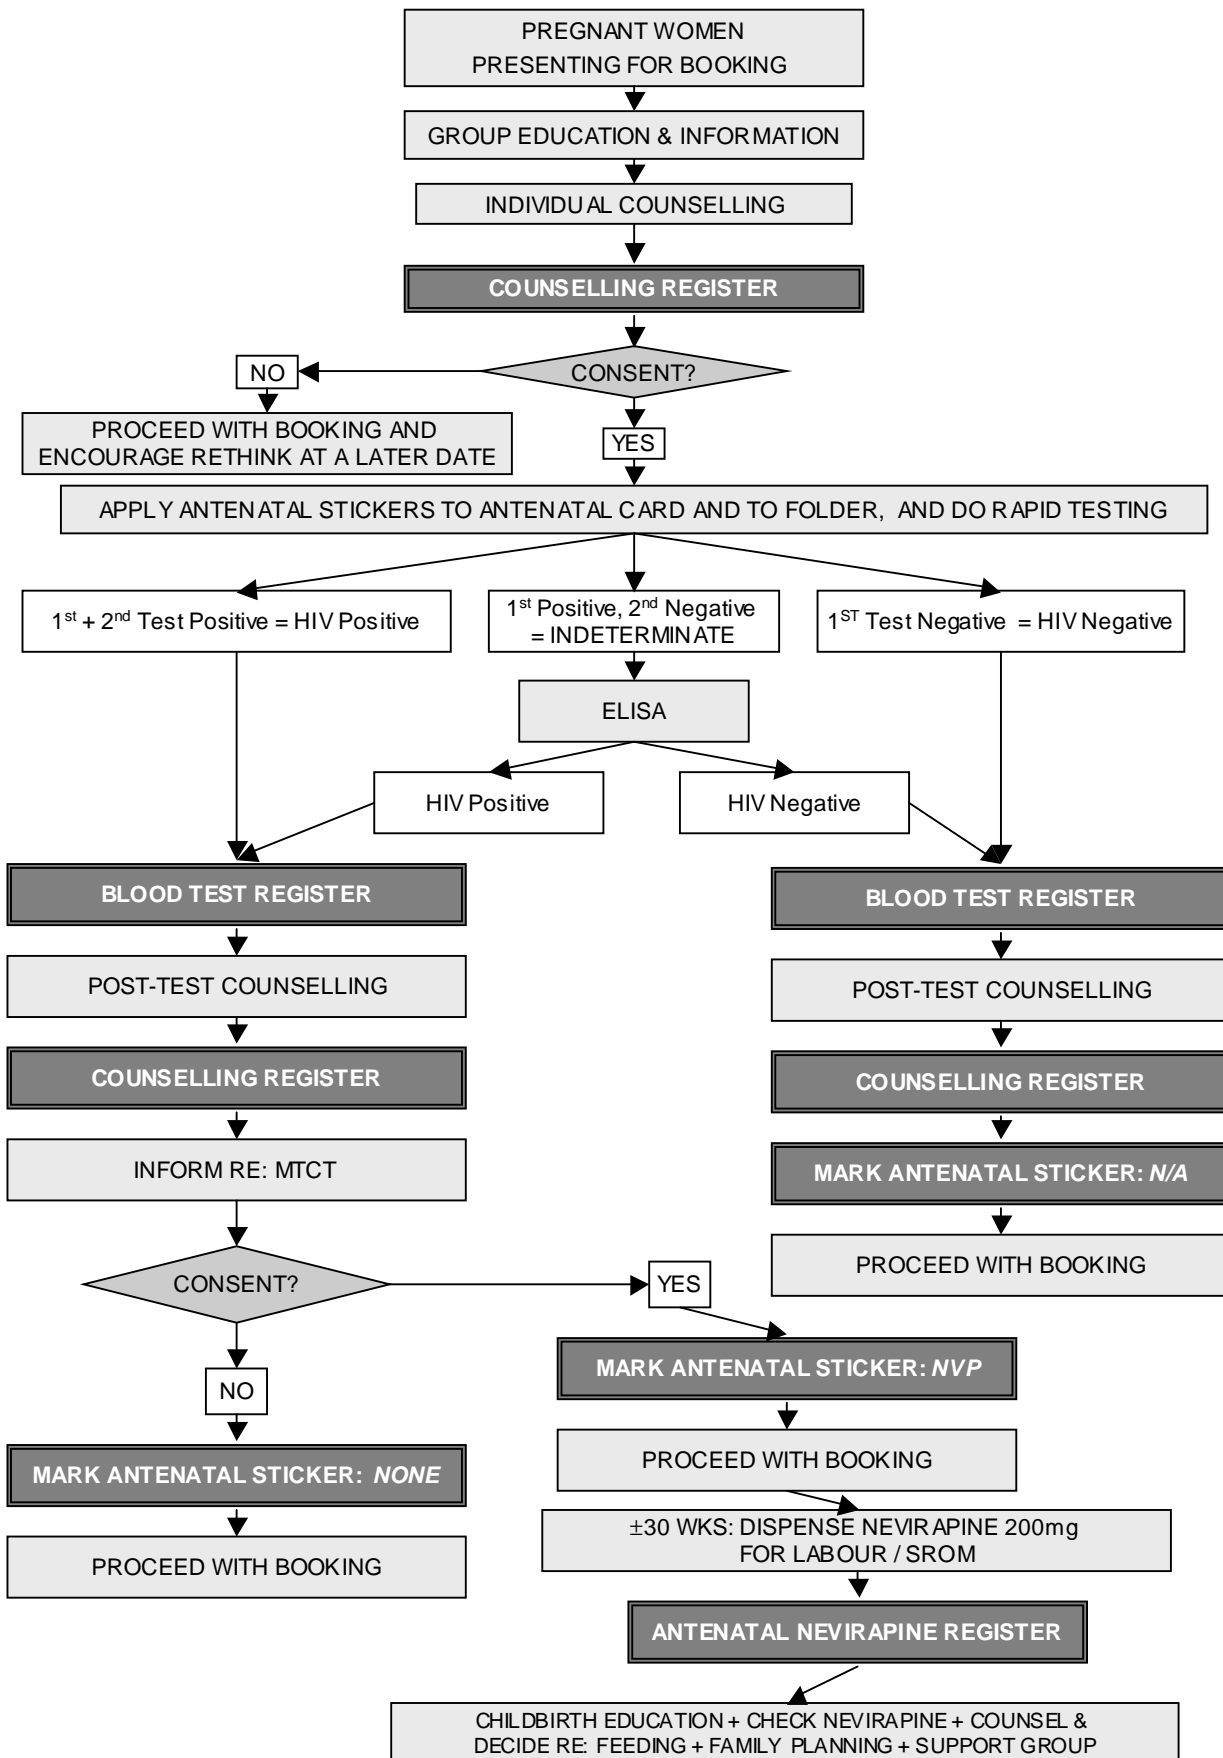 PREGNANT WOMEN
PRESENTING FOR BOOKING
GROUP EDUCATION & INFORMATION
INDIVIDUAL COUNSELLING
COUNSELLING REGISTER
CONSENT?
NO
PROCEED WITH BOOKING AND
ENCOURAGE RETHINK AT A LATER DATE
YES
APPLY ANTENATAL STICKERS TO ANTENATAL CARD AND TO FOLDER, AND DO RAPID TESTING
1st + 2nd Test Positive = HIV Positive
1st Positive, 2nd Negative
= INDETERMINATE
1ST Test Negative = HIV Negative
ELISA
HIV Positive
HIV Negative
BLOOD TEST REGISTER
POST-TEST COUNSELLING
COUNSELLING REGISTER
INFORM RE: MTCT
CONSENT?
BLOOD TEST REGISTER
POST-TEST COUNSELLING
COUNSELLING REGISTER
MARK ANTENATAL STICKER: N/A
PROCEED WITH BOOKING
NO
MARK ANTENATAL STICKER: NONE
PROCEED WITH BOOKING
YES
MARK ANTENATAL STICKER: NVP
PROCEED WITH BOOKING
±30 WKS: DISPENSE NEVIRAPINE 200mg
FOR LABOUR / SROM
ANTENATAL NEVIRAPINE REGISTER
CHILDBIRTH EDUCATION + CHECK NEVIRAPINE + COUNSEL &
DECIDE RE: FEEDING + FAMILY PLANNING + SUPPORT GROUP